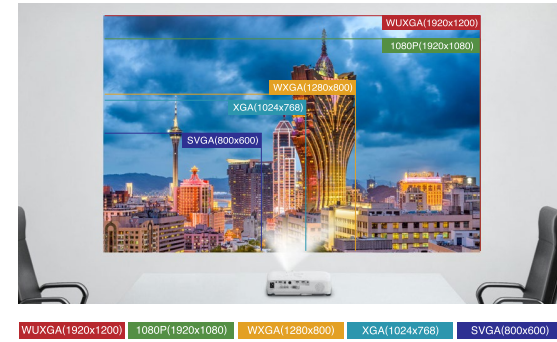 WUXGA(1920x1200)
1080P(1920x1080)
WXGA(1280x800)
XGA(1024x768)
SVGA(800x600)
WUXGA(1920x1200) 1080P(1920x1080) WXGA(1280x800) XGA(1024x768) SVGA(800x600)